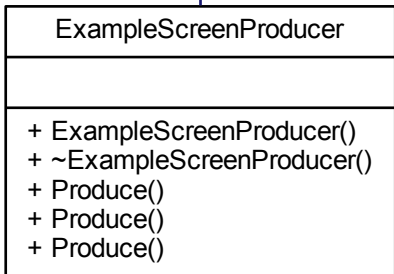 ExampleScreenProducer
+ ExampleScreenProducer()
+ ~ExampleScreenProducer()
+ Produce()
+ Produce()
+ Produce()